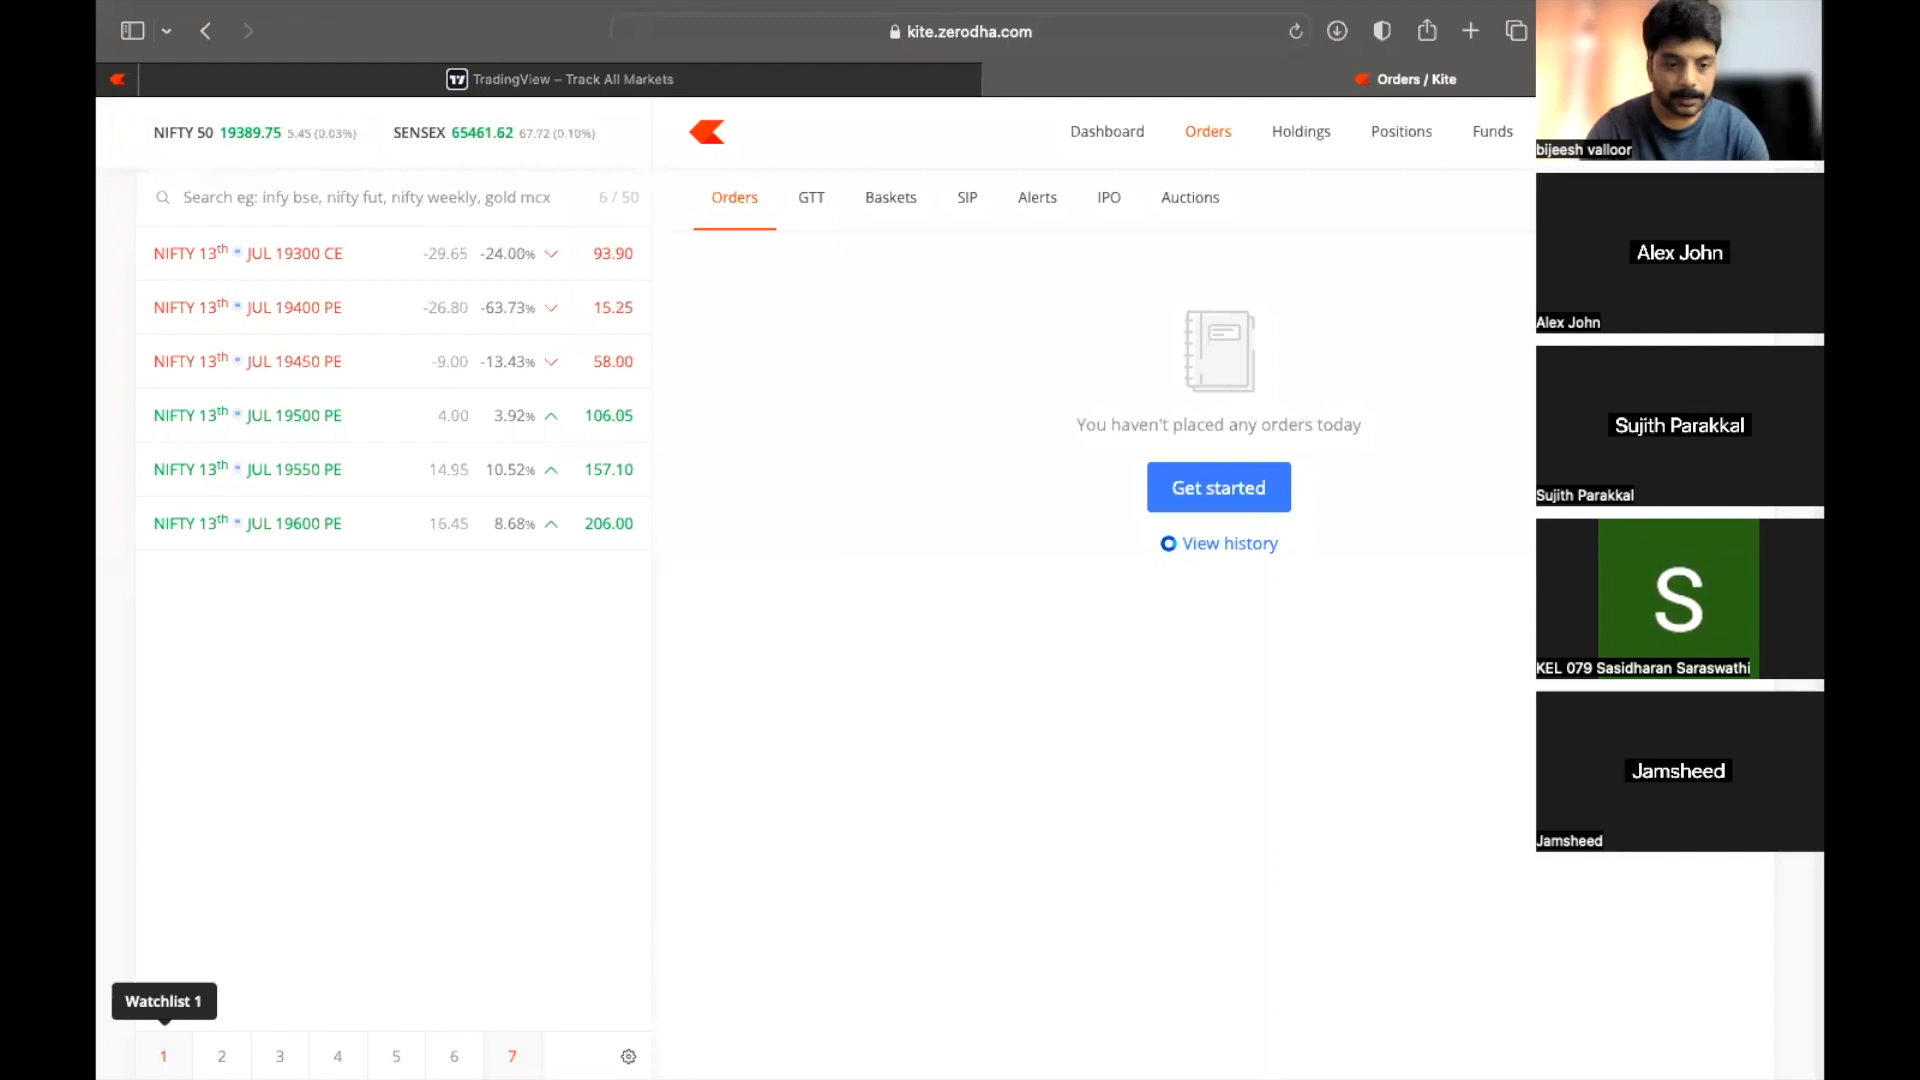 kite.zerodha.com
TradingView – Track All Markets
Orders / Kite
NIFTY 50 19389.75 5.45 (0.03%) SENSEX 65461.62 67.72 (0.10%)
Dashboard Orders Holdings Positions Funds
Search eg: infy bse, nifty fut, nifty weekly, gold mcx 6 / 50
NIFTY 13th JUL 19300 CE -29.65 -24.00% 93.90
NIFTY 13th JUL 19400 PE -26.80 -63.73% 15.25
NIFTY 13th JUL 19450 PE -9.00 -13.43% 58.00
NIFTY 13th JUL 19500 PE 4.00 3.92% 106.05
NIFTY 13th JUL 19550 PE 14.95 10.52% 157.10
NIFTY 13th JUL 19600 PE 16.45 8.68% 206.00
Watchlist 1
1 2 3 4 5 6 7
Orders GTT Baskets SIP Alerts IPO Auctions
You haven't placed any orders today
Get started
View history
bijeesh valloor
Alex John
Alex John
Sujith Parakkal
Sujith Parakkal
S
KEL 079 Sasidharan Saraswathi
Jamsheed
Jamsheed